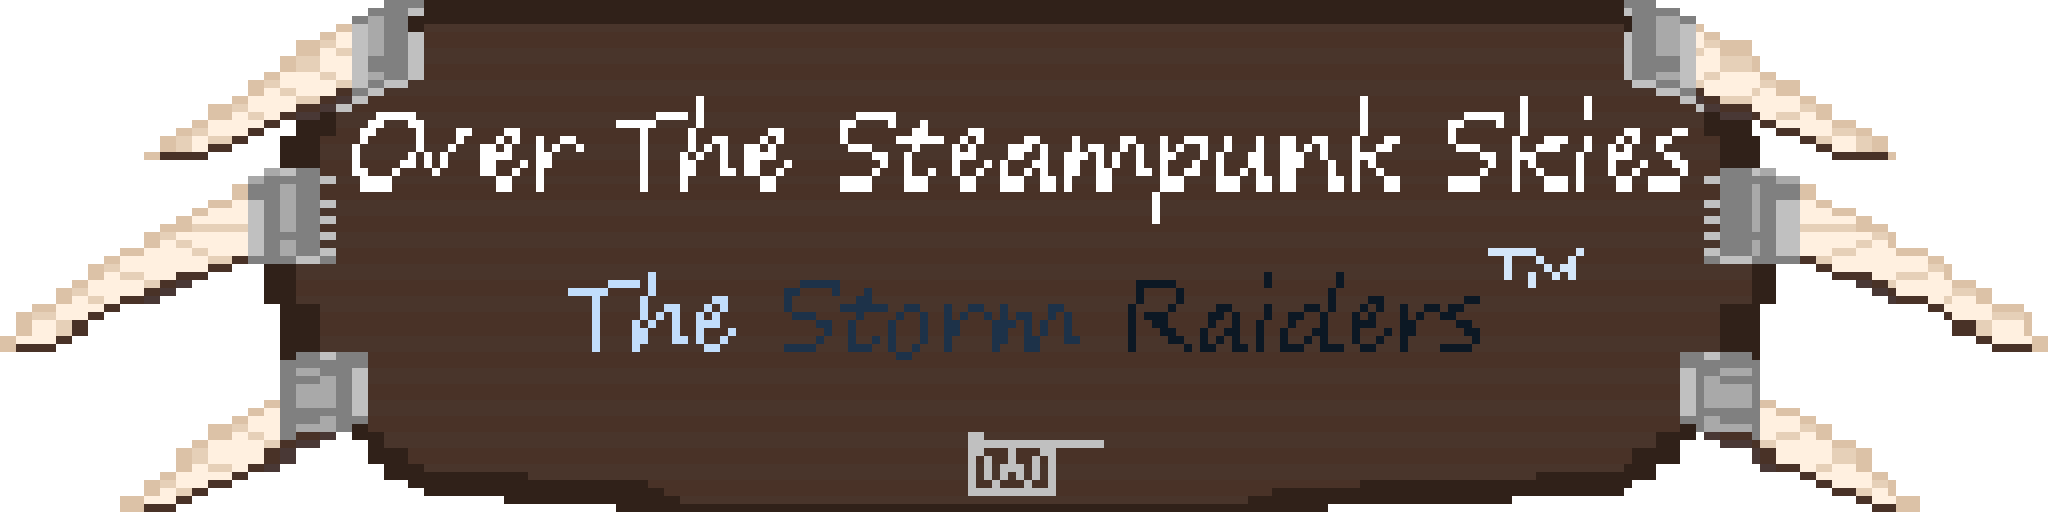 Over The Steampunk Skies
The Storm Raiders™